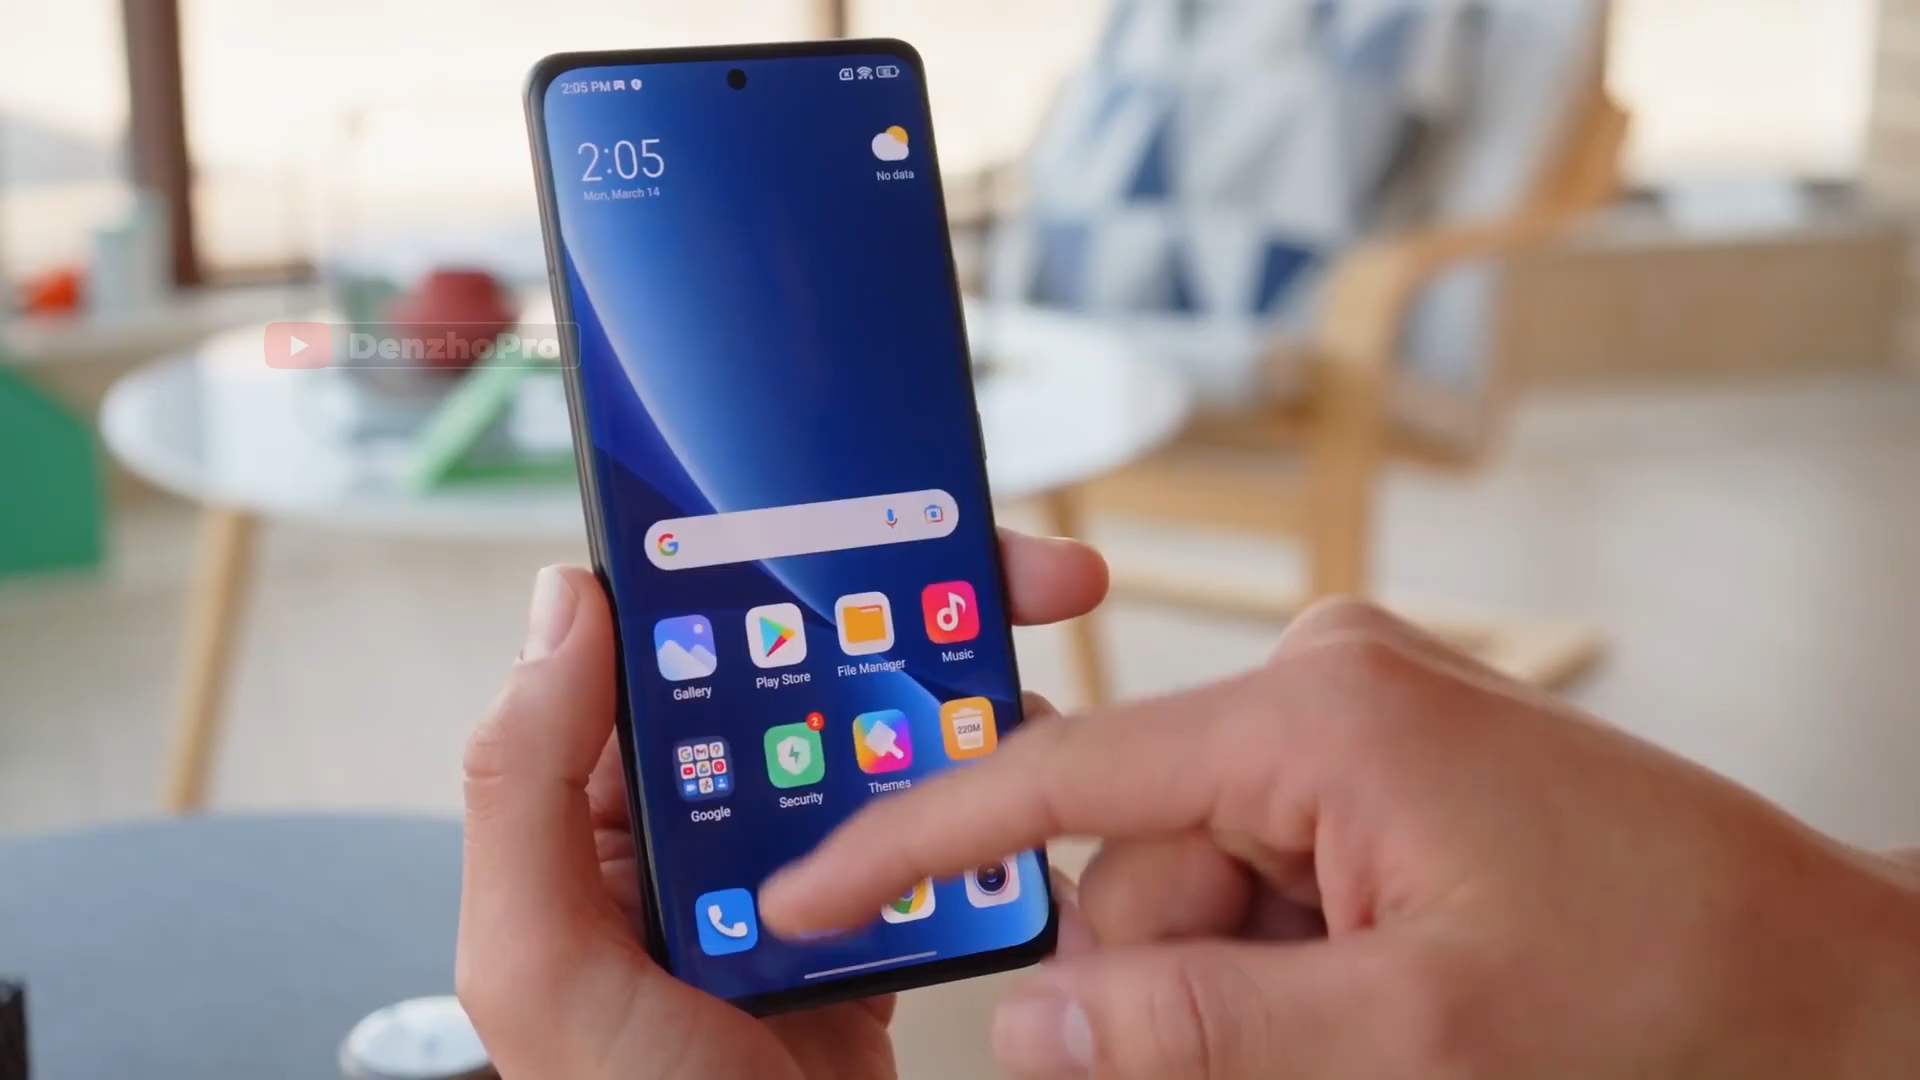 2:05 PM
2:05
Mon, March 14
No data
DenzhoPro
G
Gallery
Play Store
File Manager
Music
2
220M
Google
Security
Themes